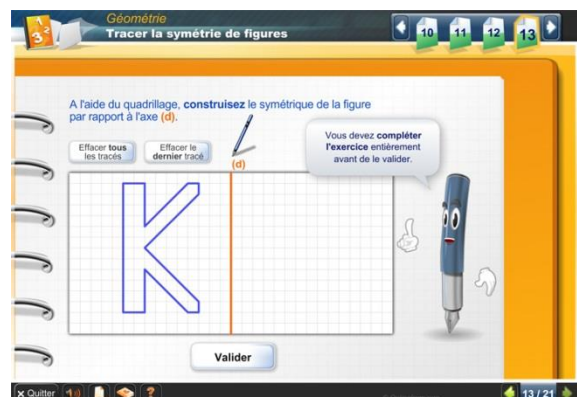 Géométrie
Tracer la symétrie de figures
10 11 12 13
A l'aide du quadrillage, construisez le symétrique de la figure
par rapport à l'axe (d).
Effacer tous
les tracés
Effacer le
dernier tracé
(d)
Vous devez compléter
l'exercice entièrement
avant de le valider.
Valider
x Quitter
?
13 / 21